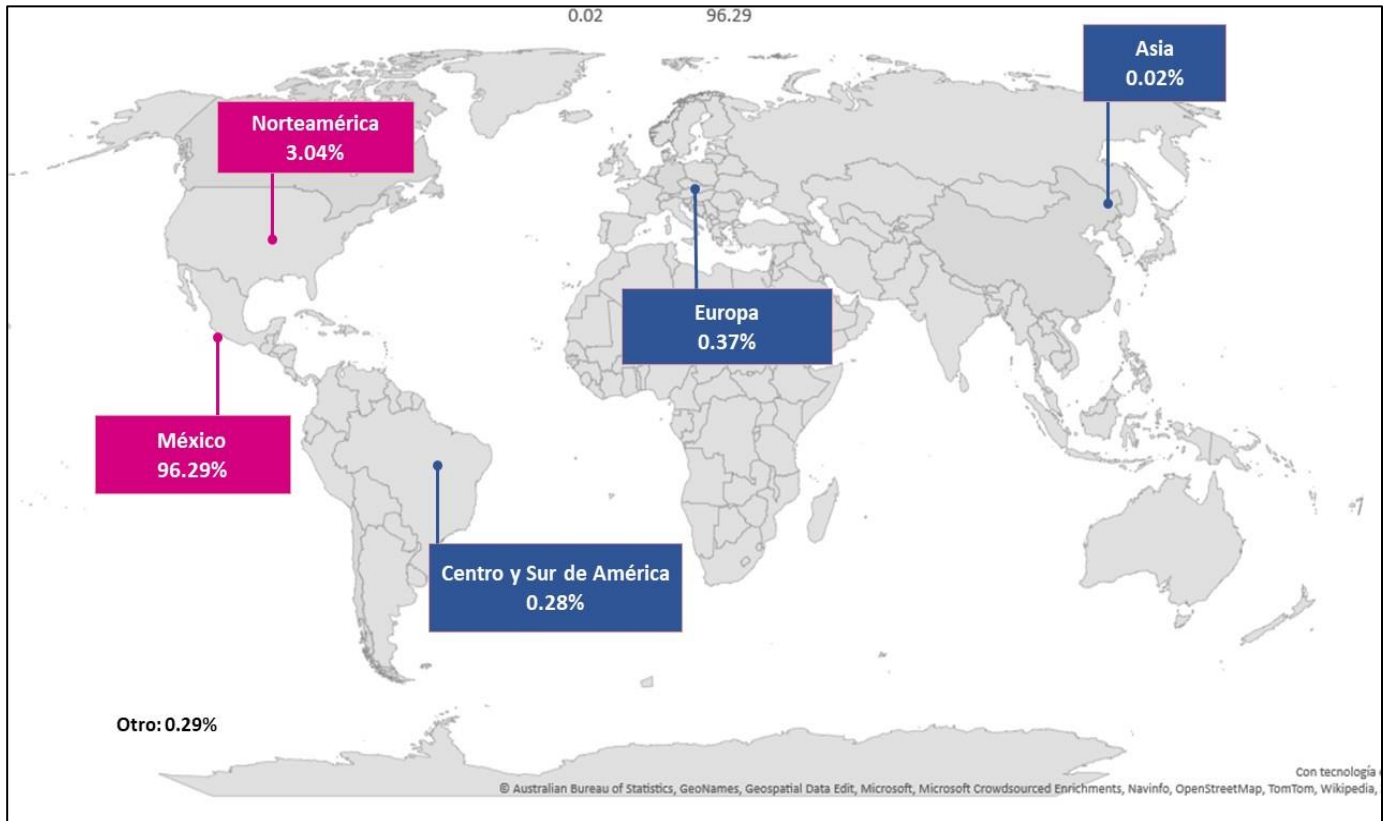 0.02 96.29
Asia
0.02%
Norteamérica
3.04%
Europa
0.37%
México
96.29%
Centro y Sur de América
0.28%
Otro: 0.29%
Con tecnología
© Australian Bureau of Statistics, GeoNames, Geospatial Data Edit, Microsoft, Microsoft Crowdsourced Enrichments, Navinfo, OpenStreetMap, TomTom, Wikipedia,